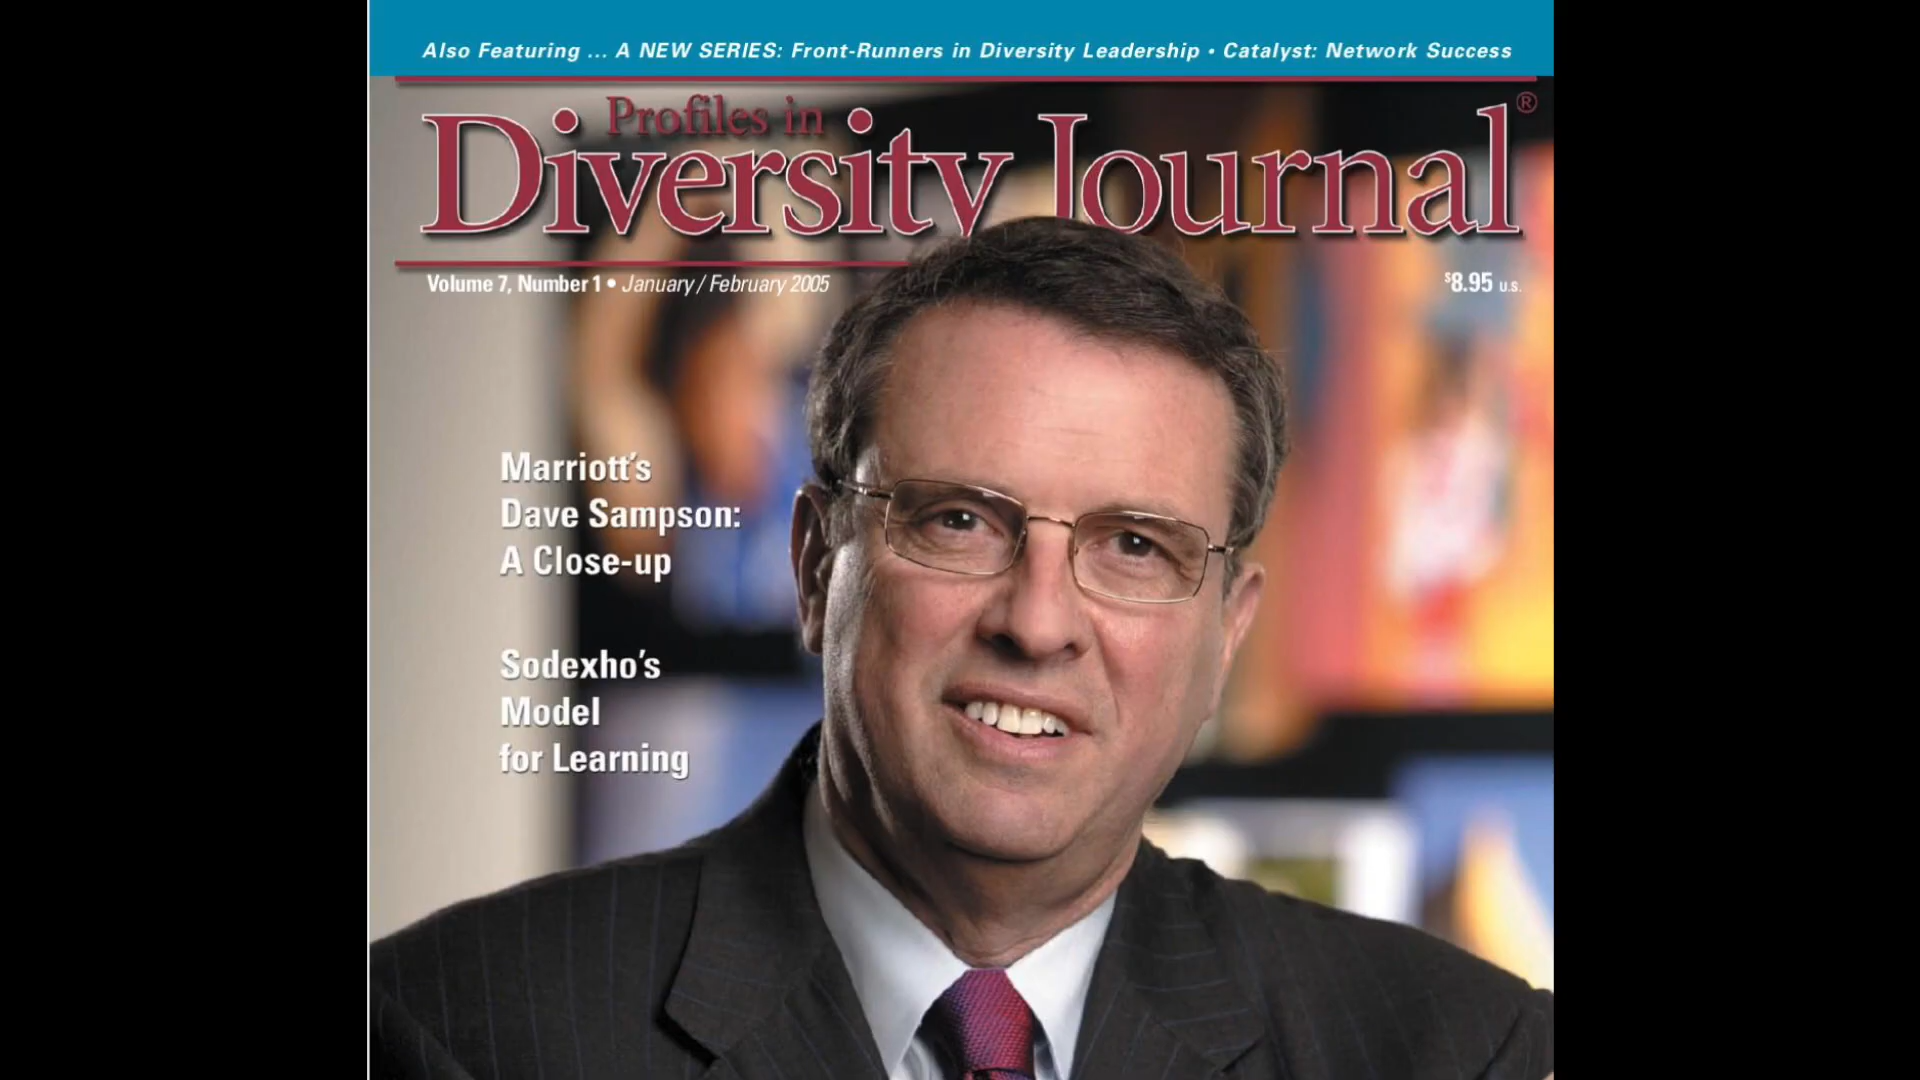 Also Featuring ... A NEW SERIES: Front-Runners in Diversity Leadership • Catalyst: Network Success
Profiles in
Diversity Journal®
Volume 7, Number 1 • January / February 2005
$8.95 U.S.
Marriott's
Dave Sampson:
A Close-up
Sodexho's
Model
for Learning